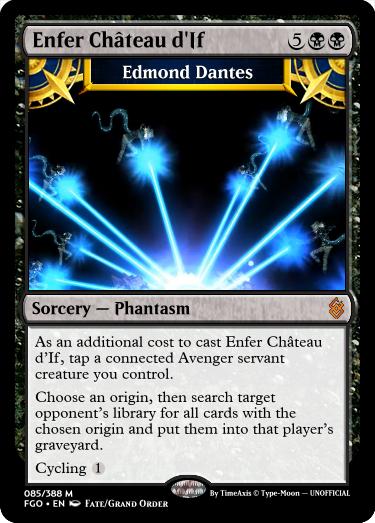 Enfer Château d'If 5
Edmond Dantes
Sorcery — Phantasm
As an additional cost to cast Enfer Château
d'If, tap a connected Avenger servant
creature you control.
Choose an origin, then search target
opponent's library for all cards with the
chosen origin and put them into that player's
graveyard.
Cycling 1
085/388 M
FGO • EN Fate/Grand Order
By TimeAxis © Type-Moon — UNOFFICIAL